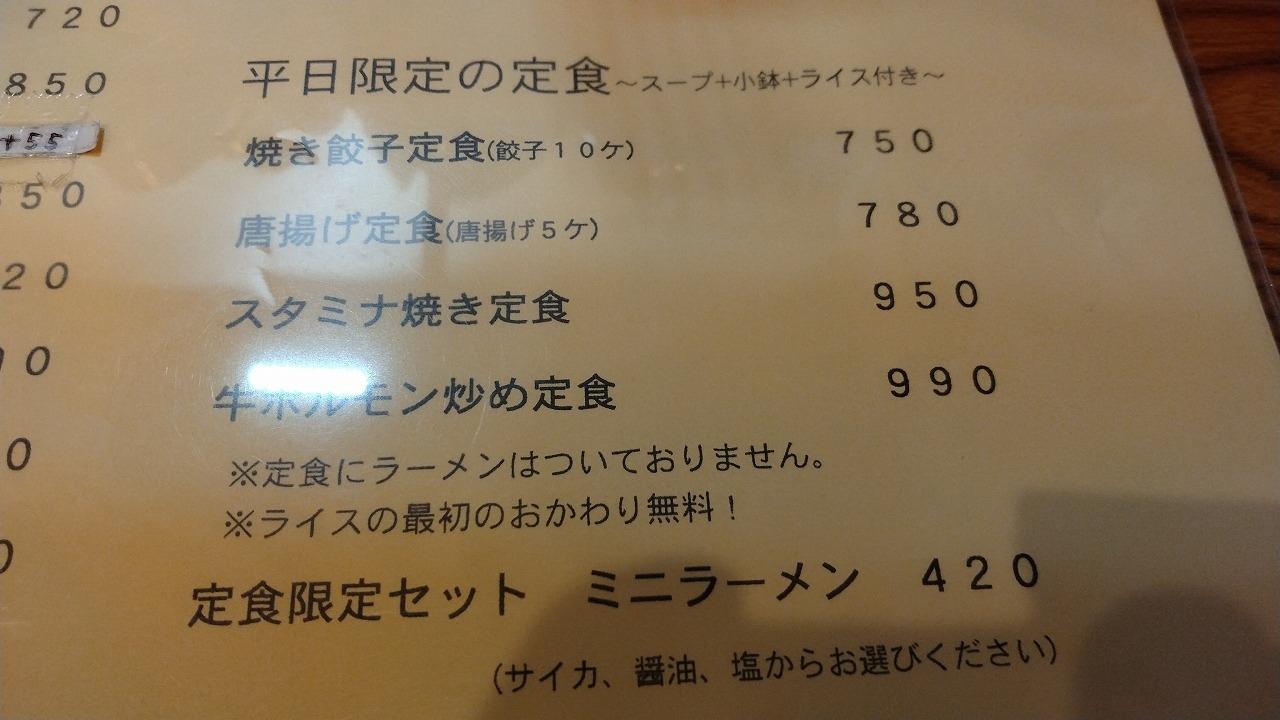 720
850
+55
50
20
0
0
平日限定の定食～スープ+小鉢+ライス付き～
焼き餃子定食(餃子１０ケ) ７５０
唐揚げ定食(唐揚げ５ケ) ７８０
スタミナ焼き定食 ９５０
牛ホルモン炒め定食 ９９０
※定食にラーメンはついておりません。
※ライスの最初のおかわり無料！
定食限定セット ミニラーメン ４２０
(サイカ、醤油、塩からお選びください)